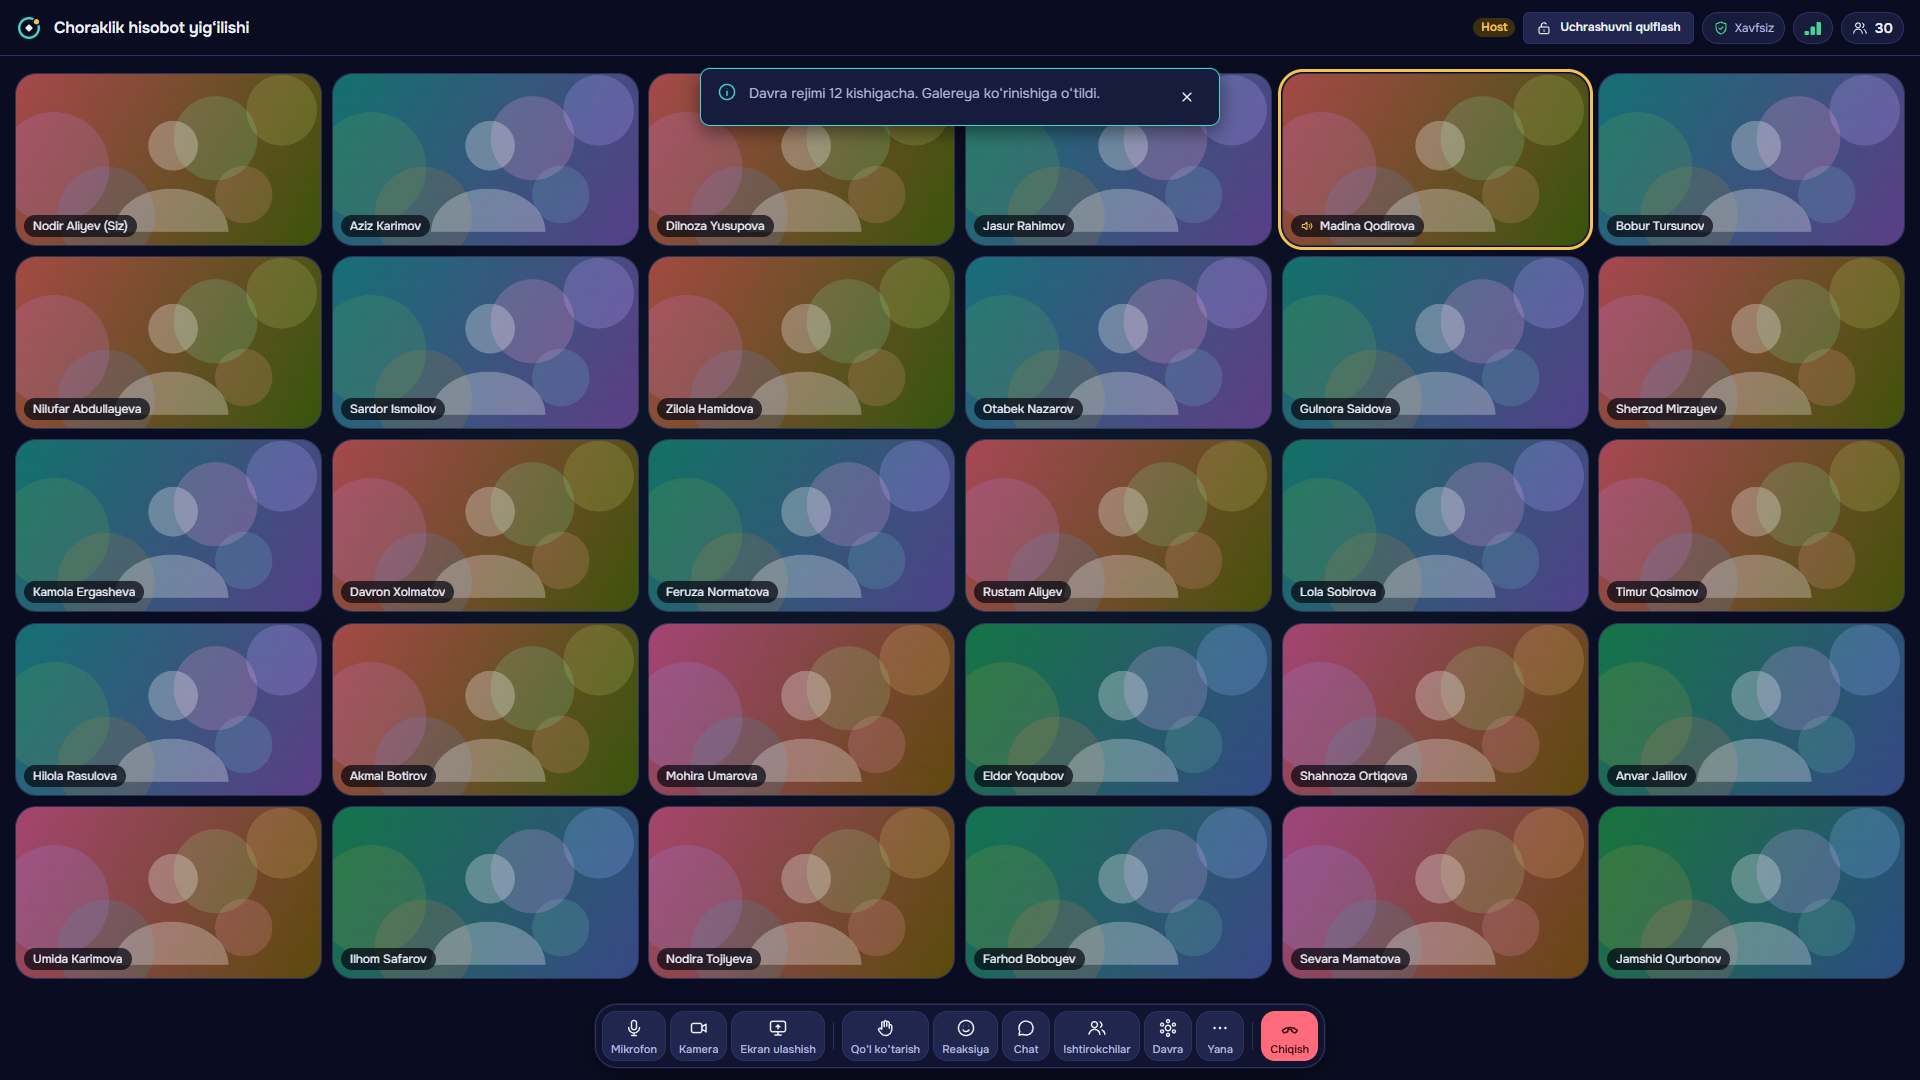 Choraklik hisobot yig‘ilishi
Host
Uchrashuvni qulflash
Xavfsiz
30
Davra rejimi 12 kishigacha. Galereya ko‘rinishiga o‘tildi.
Nodir Aliyev (Siz)
Aziz Karimov
Dilnoza Yusupova
Jasur Rahimov
Madina Qodirova
Bobur Tursunov
Nilufar Abdullayeva
Sardor Ismoilov
Zilola Hamidova
Otabek Nazarov
Gulnora Saidova
Sherzod Mirzayev
Kamola Ergasheva
Davron Xolmatov
Feruza Normatova
Rustam Aliyev
Lola Sobirova
Timur Qosimov
Hilola Rasulova
Akmal Botirov
Mohira Umarova
Eldor Yoqubov
Shahnoza Ortiqova
Anvar Jalilov
Umida Karimova
Ilhom Safarov
Nodira Tojiyeva
Farhod Boboyev
Sevara Mamatova
Jamshid Qurbonov
Mikrofon
Kamera
Ekran ulashish
Qo‘l ko‘tarish
Reaksiya
Chat
Ishtirokchilar
Davra
Yana
Chiqish